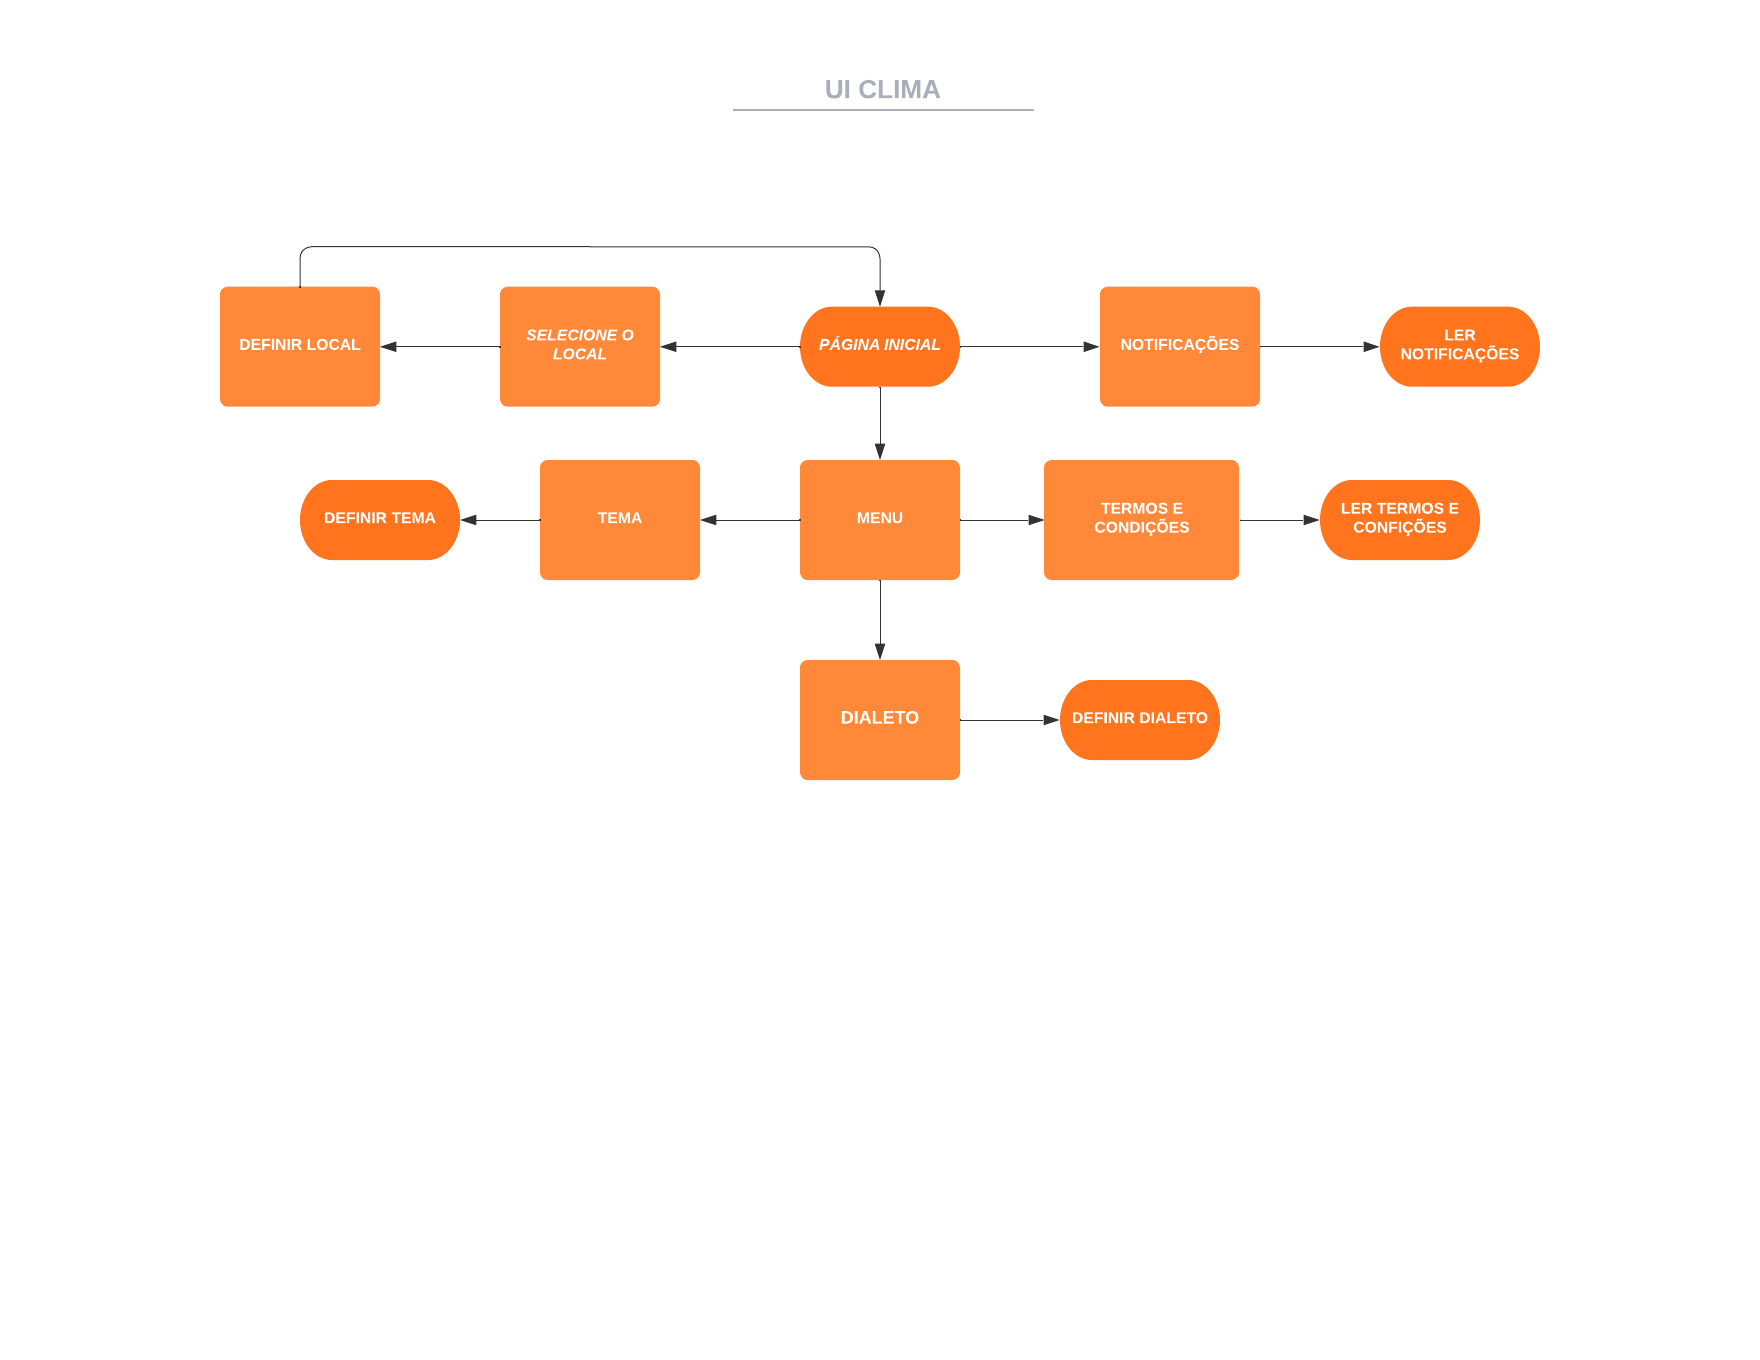 UI CLIMA
DEFINIR LOCAL
SELECIONE O
LOCAL
PÁGINA INICIAL
NOTIFICAÇÕES
LER
NOTIFICAÇÕES
DEFINIR TEMA
TEMA
MENU
TERMOS E
CONDIÇÕES
LER TERMOS E
CONFIÇÕES
DIALETO
DEFINIR DIALETO